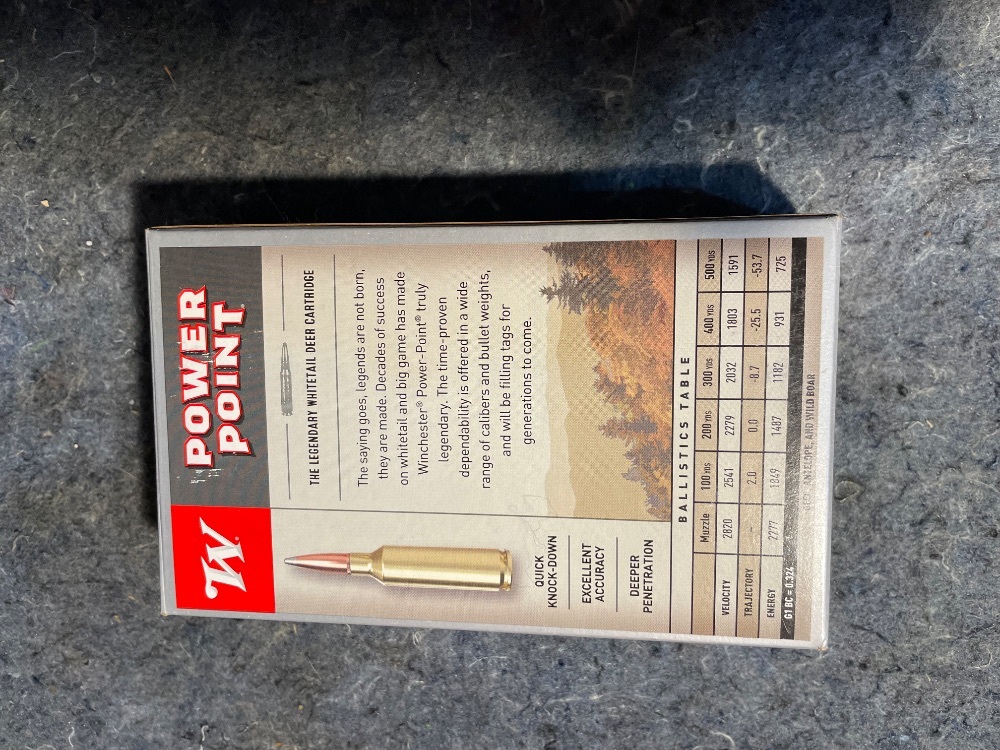 W
POWER
POINT
THE LEGENDARY WHITETAIL DEER CARTRIDGE
The saying goes, legends are not born,
they are made. Decades of success
on whitetail and big game has made
Winchester® Power-Point® truly
legendary. The time-proven
dependability is offered in a wide
range of calibers and bullet weights,
and will be filling tags for
generations to come.
QUICK
KNOCK-DOWN
EXCELLENT
ACCURACY
DEEPER
PENETRATION
BALLISTICS TABLE
Muzzle 100 YDS 200 YDS 300 YDS 400 YDS 500 YDS
VELOCITY 2820 2541 2279 2032 1803 1591
TRAJECTORY - 2.0 0.0 -8.7 -25.5 -53.7
ENERGY 2277 1849 1487 1182 931 725
G1 BC = 0.324
ANTELOPE, AND WILD BOAR